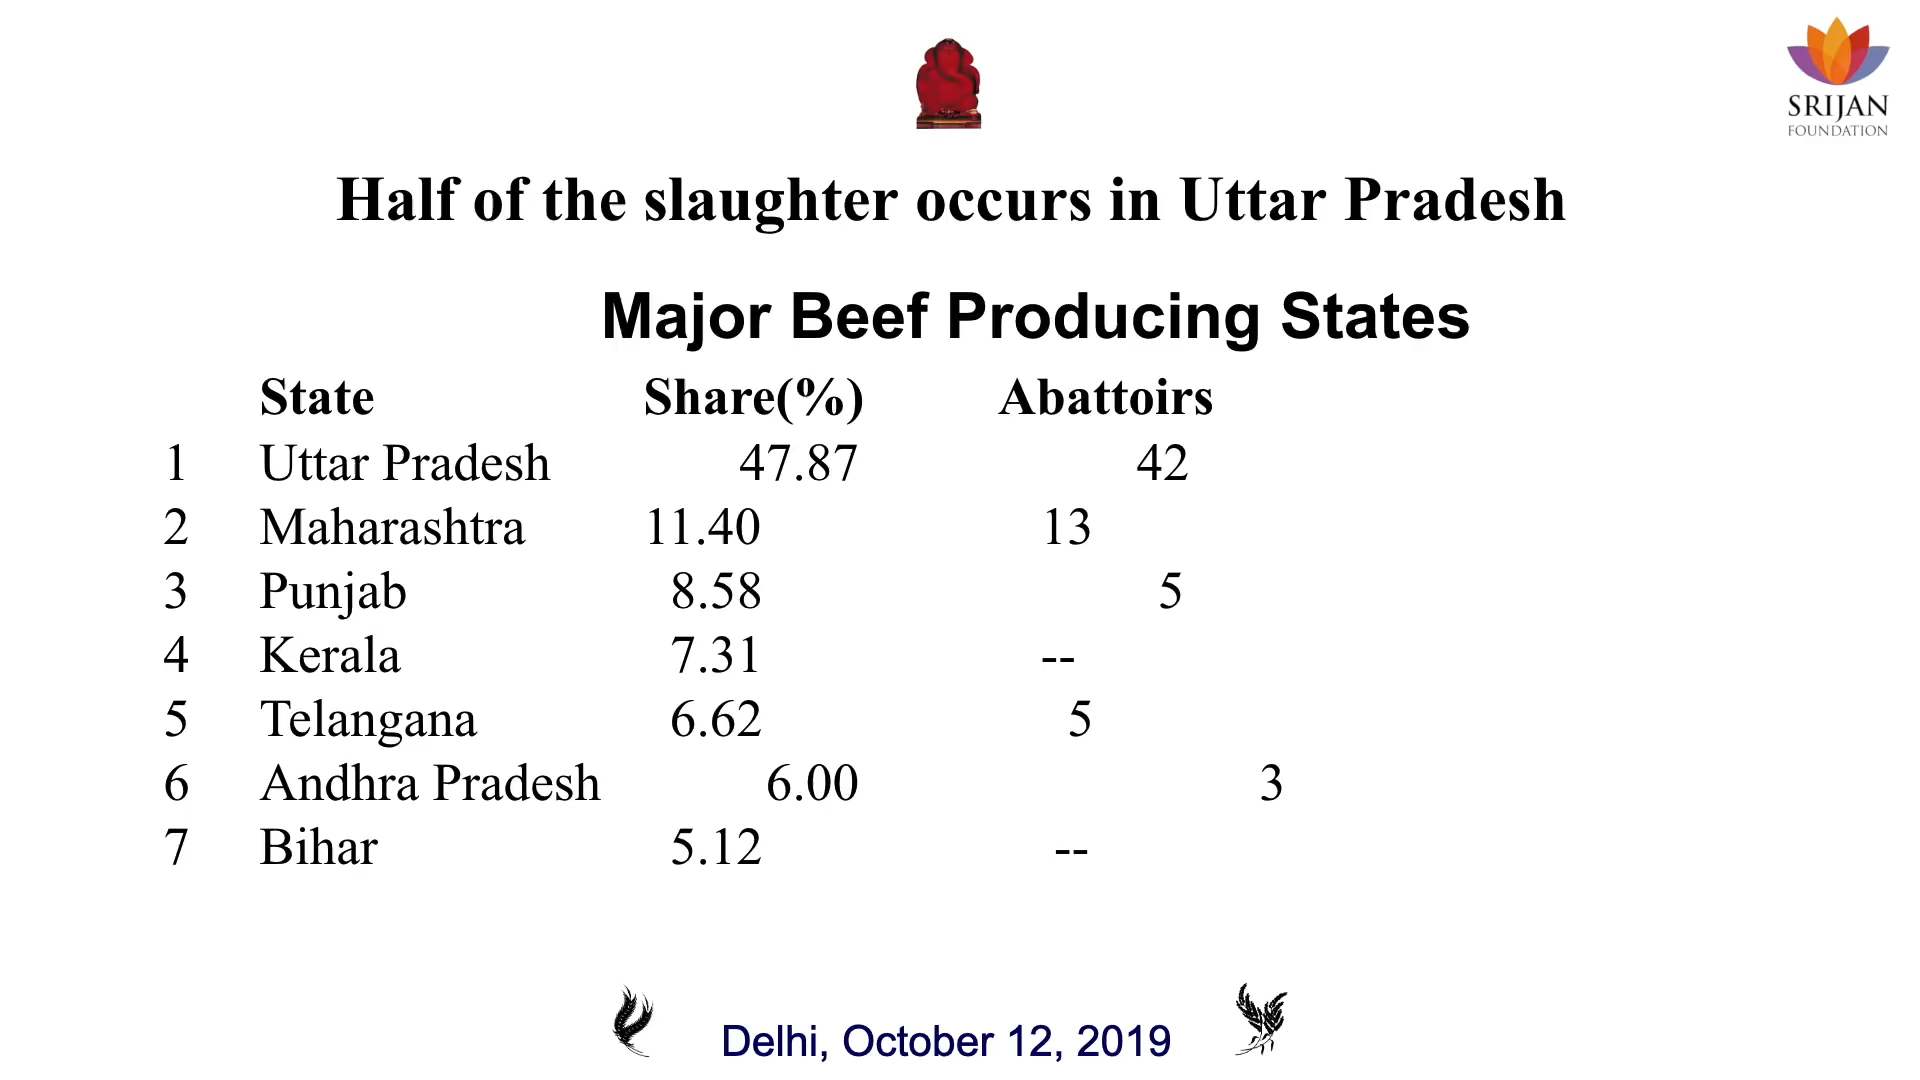 SRIJAN
FOUNDATION
Half of the slaughter occurs in Uttar Pradesh
Major Beef Producing States
State Share(%) Abattoirs
1 Uttar Pradesh 47.87 42
2 Maharashtra 11.40 13
3 Punjab 8.58 5
4 Kerala 7.31 --
5 Telangana 6.62 5
6 Andhra Pradesh 6.00 3
7 Bihar 5.12 --
Delhi, October 12, 2019